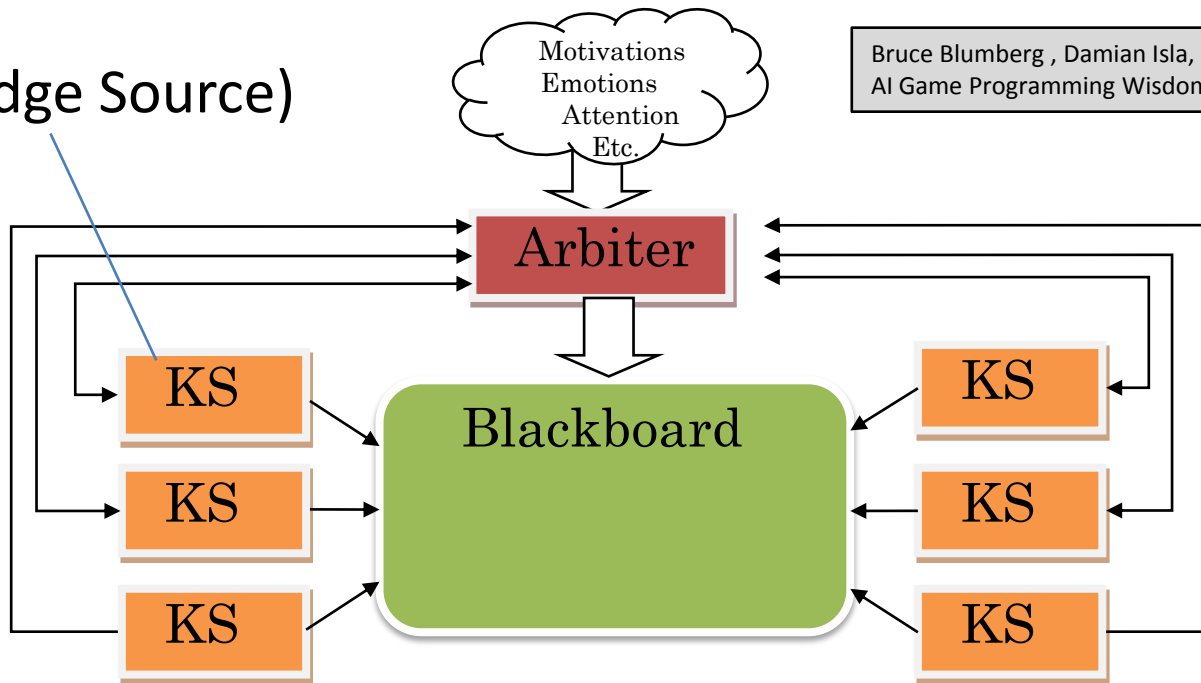 Motivations
Emotions
Attention
Etc.
Bruce Blumberg , Damian Isla,
AI Game Programming Wisdom
dge Source)
Arbiter
KS
KS
KS
Blackboard
KS
KS
KS